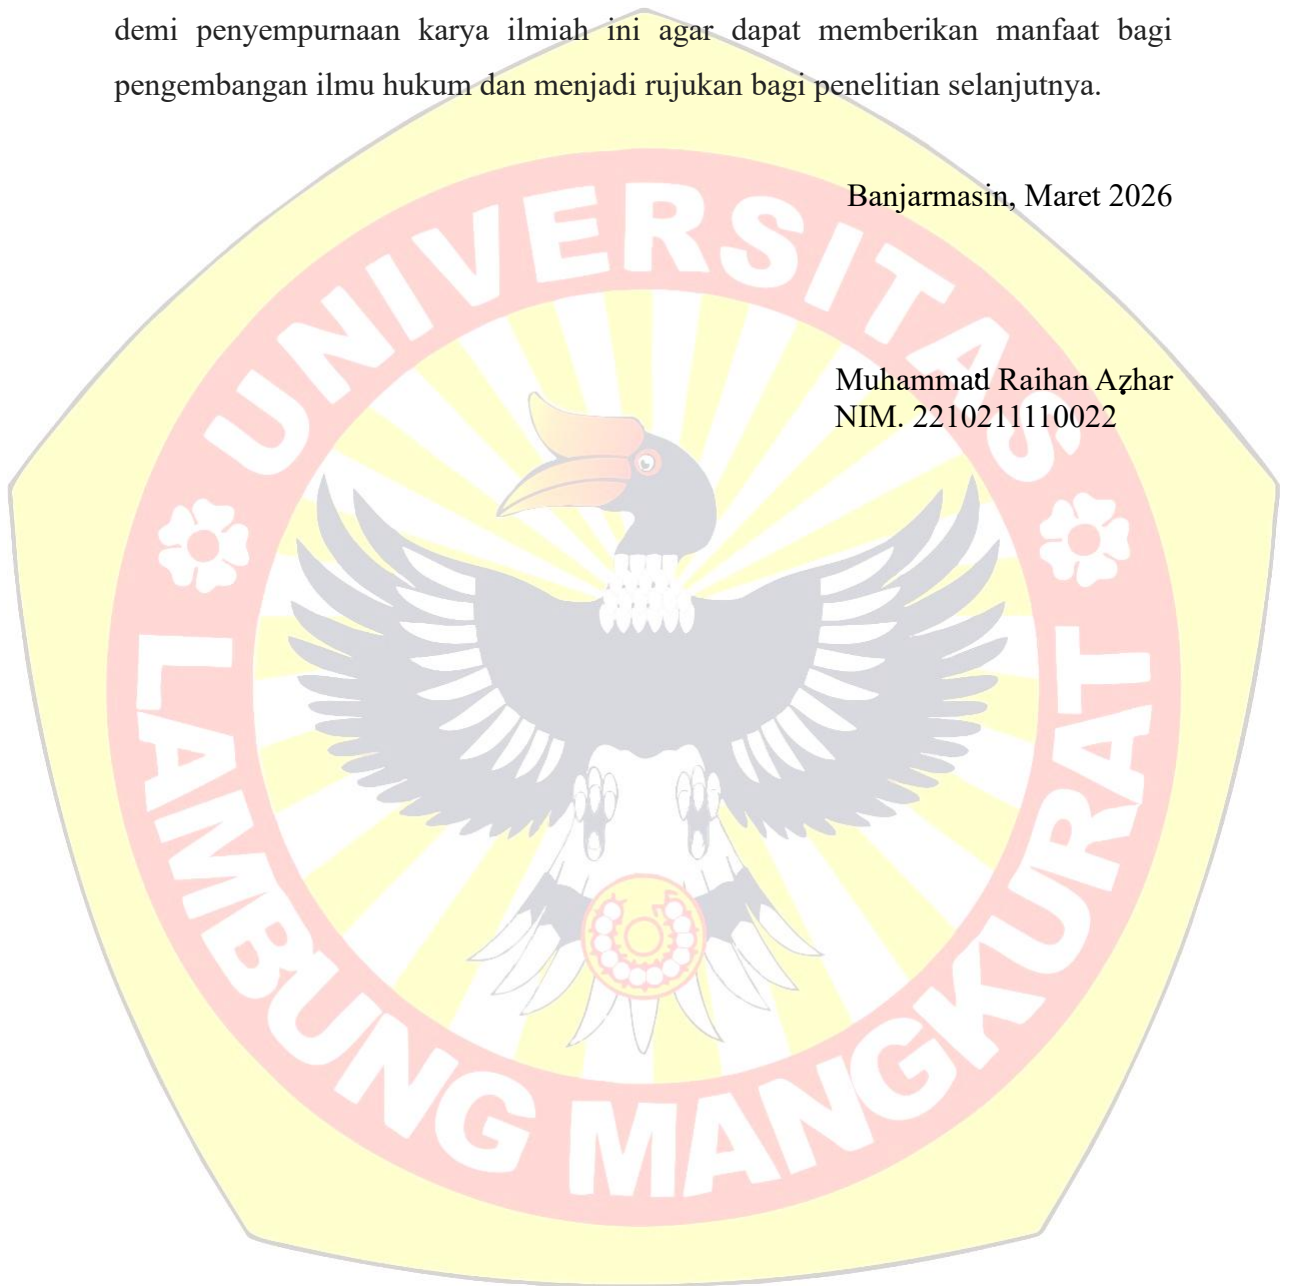 demi penyempurnaan karya ilmiah ini agar dapat memberikan manfaat bagi
pengembangan ilmu hukum dan menjadi rujukan bagi penelitian selanjutnya.
Banjarmasin, Maret 2026
Muhammad Raihan Azhar
NIM. 2210211110022
UNIVERSITAS
LAMBUNG MANGKURAT